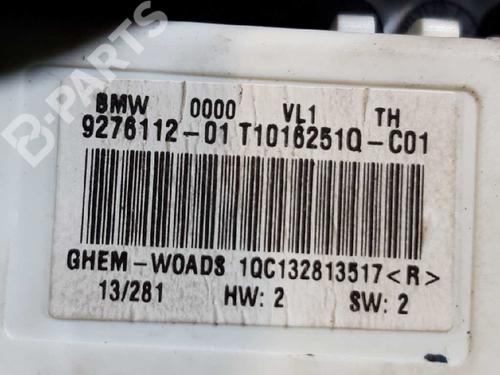 BMW 0000 VL1 TH
9276112-01 T1016251Q-C01
GHEM-WOADS 1QC132813517<R>
13/281 HW: 2 SW: 2
B-PARTS